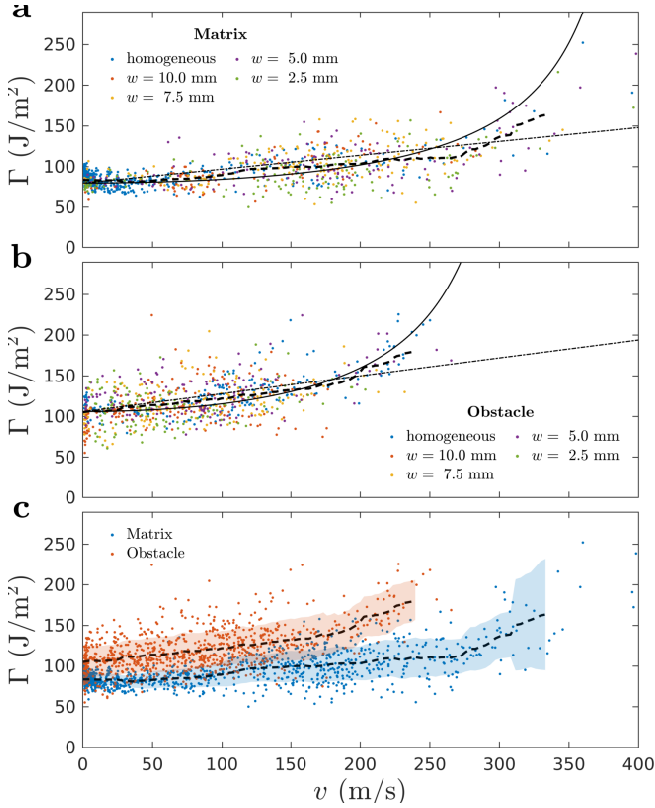 a
Matrix
homogeneous
w = 10.0 mm
w = 7.5 mm
w = 5.0 mm
w = 2.5 mm
250
200
150
100
50
0
Γ (J/m²)
b
250
200
150
100
50
0
Γ (J/m²)
Obstacle
homogeneous
w = 10.0 mm
w = 7.5 mm
w = 5.0 mm
w = 2.5 mm
c
Matrix
Obstacle
250
200
150
100
50
0
Γ (J/m²)
0 50 100 150 200 250 300 350 400
v (m/s)